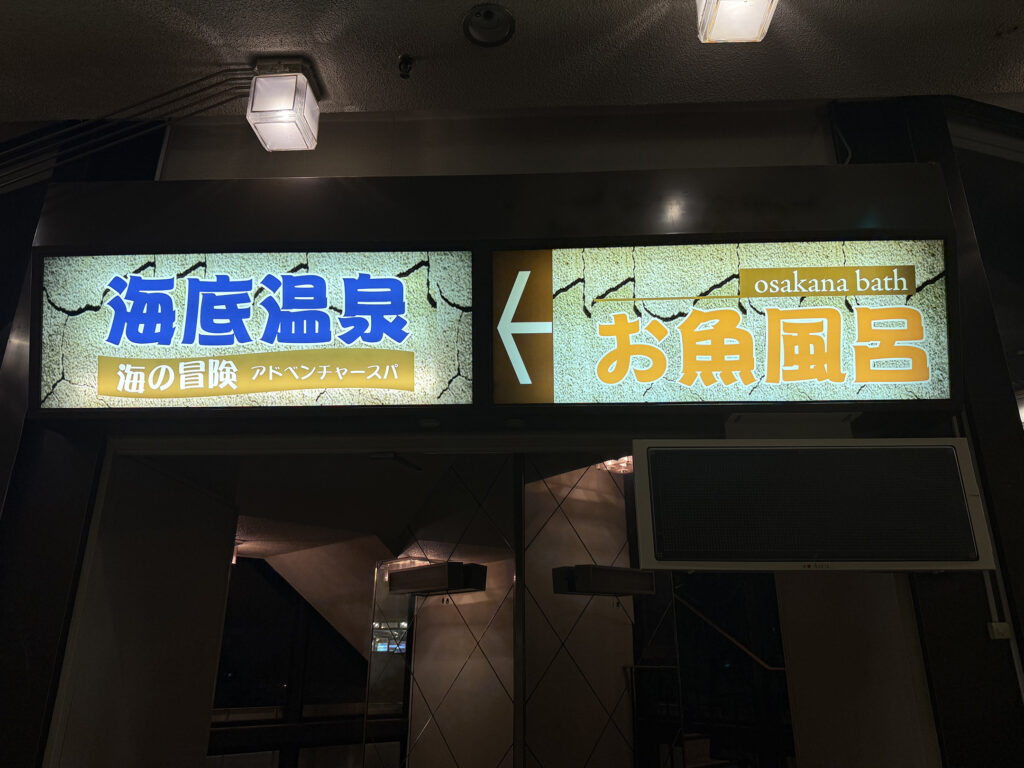 海底温泉
海の冒険 アドベンチャースパ
osakana bath
お魚風呂